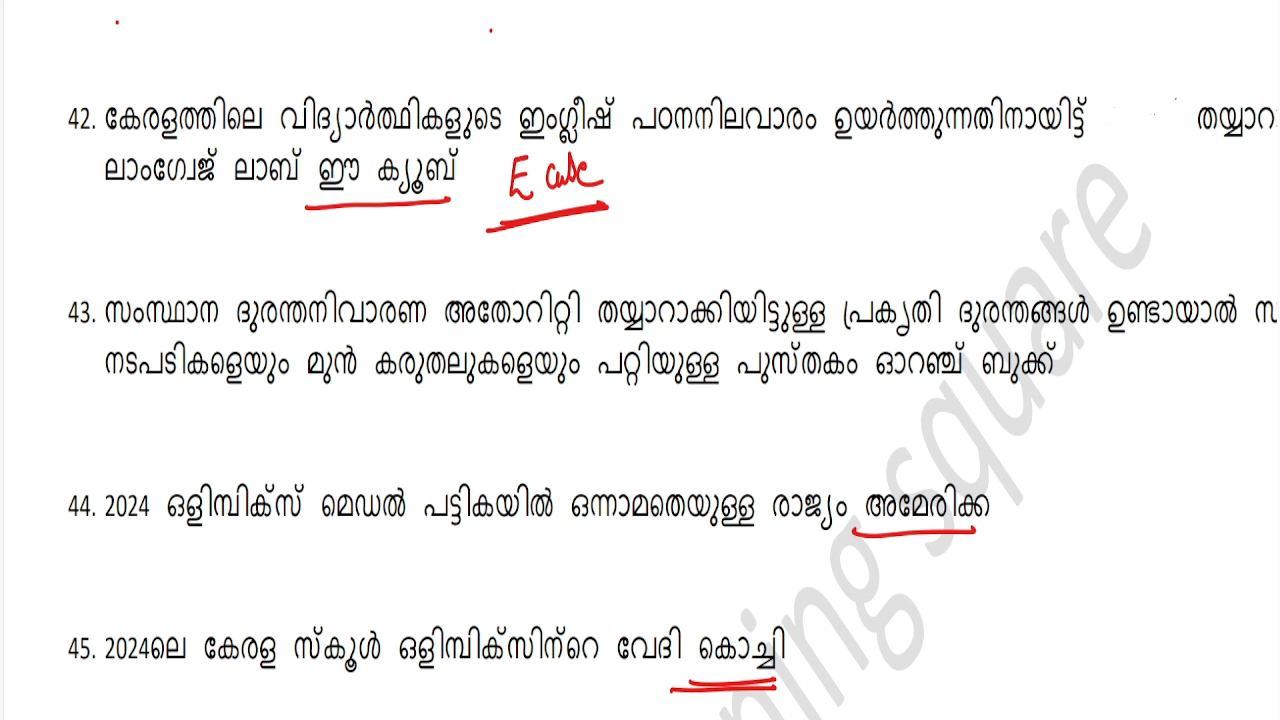 42. കേരളത്തിലെ വിദ്യാർത്ഥികളുടെ ഇംഗ്ലീഷ് പഠനനിലവാരം ഉയർത്തുന്നതിനായിട്ട് തയ്യാറാ
ലാംഗ്വേജ് ലാബ് ഈ ക്യൂബ് E cube
43. സംസ്ഥാന ദുരന്തനിവാരണ അതോറിറ്റി തയ്യാറാക്കിയിട്ടുള്ള പ്രകൃതി ദുരന്തങ്ങൾ ഉണ്ടായാൽ
നടപടികളെയും മുൻ കരുതലുകളെയും പറ്റിയുള്ള പുസ്തകം ഓറഞ്ച് ബുക്ക്
44. 2024 ഒളിമ്പിക്സ് മെഡൽ പട്ടികയിൽ ഒന്നാമതെയുള്ള രാജ്യം അമേരിക്ക
45. 2024ലെ കേരള സ്കൂൾ ഒളിമ്പിക്സിന്റെ വേദി കൊച്ചി
ning square